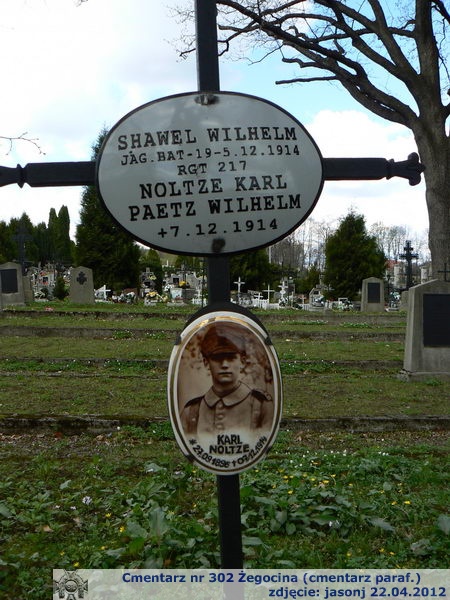 SHAWEL WILHELM
JÄG.BAT-19-5.12.1914
RGT 217
NOLTZE KARL
PAETZ WILHELM
+7.12.1914
KARL
NOLTZE
Cmentarz nr 302 Żegocina (cmentarz paraf.)
zdjęcie: jasonj 22.04.2012